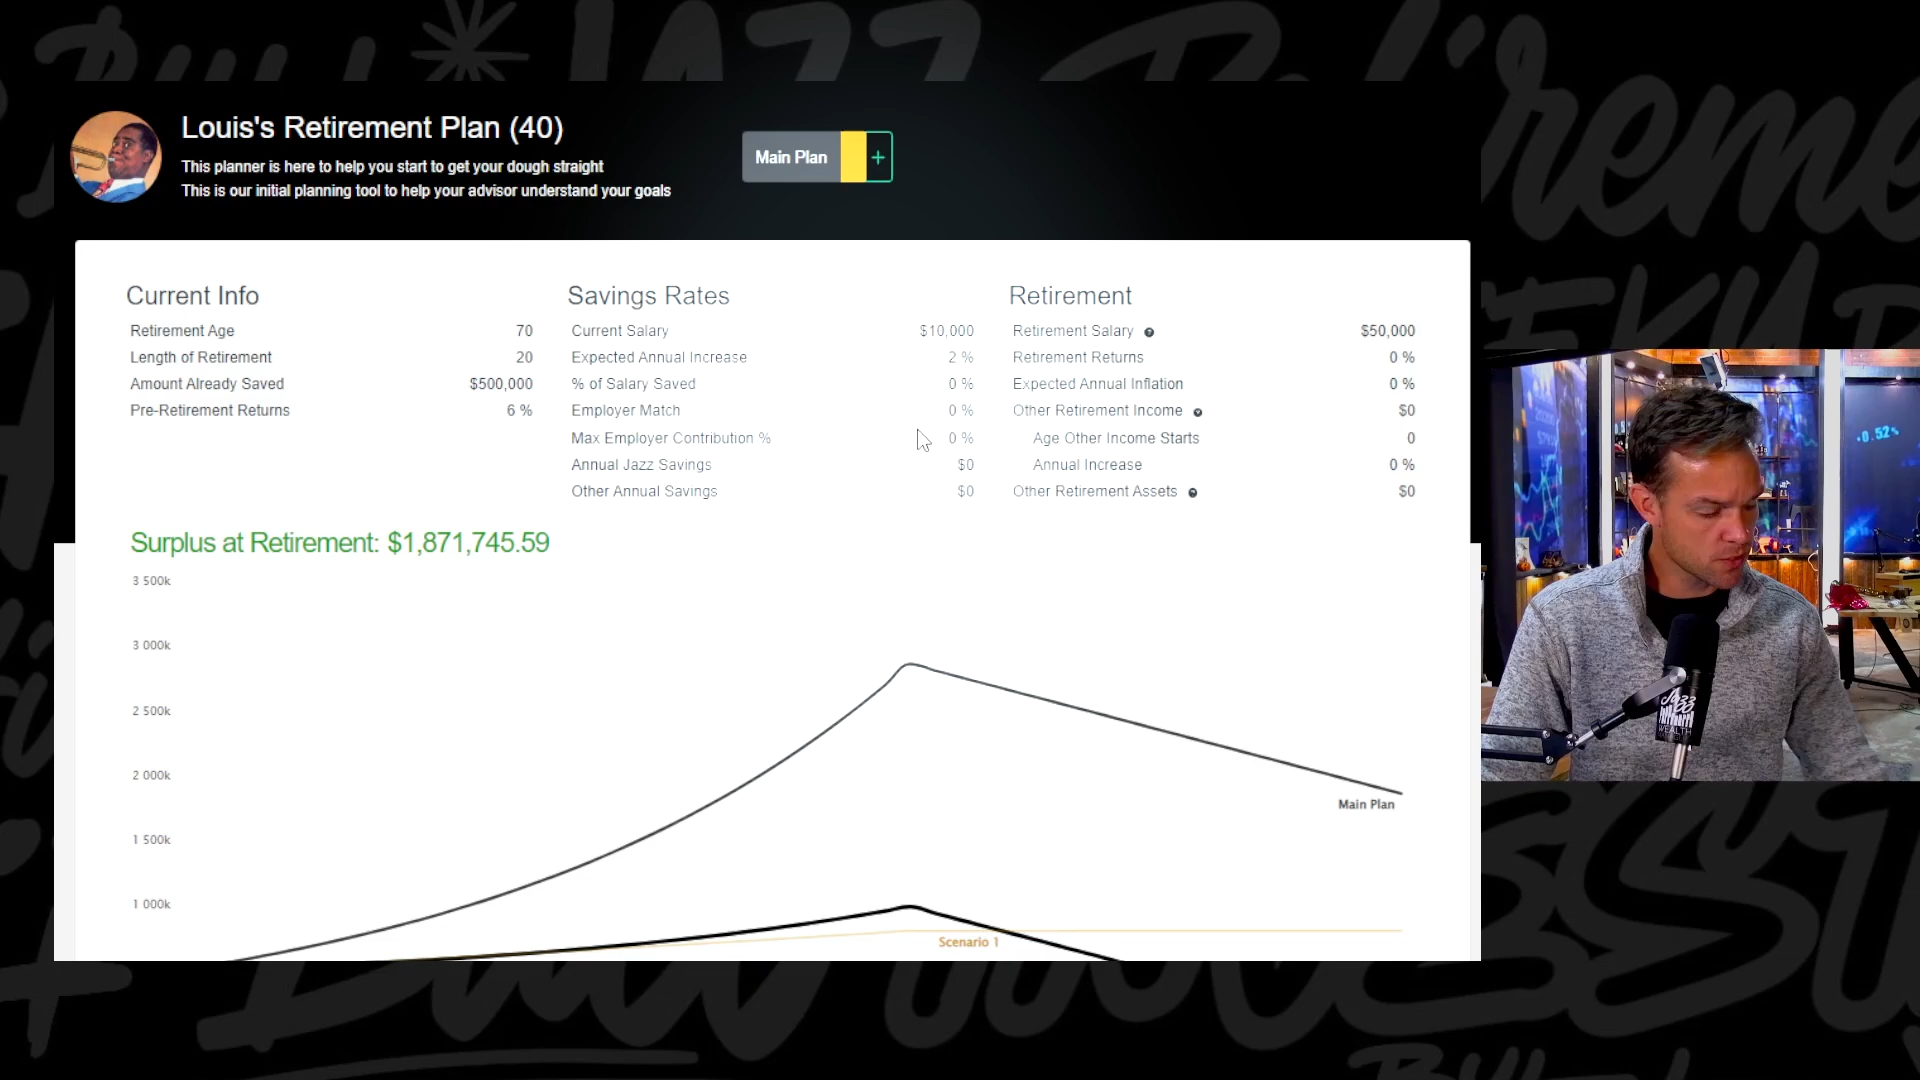 Louis's Retirement Plan (40)
This planner is here to help you start to get your dough straight
This is our initial planning tool to help your advisor understand your goals
Main Plan
+
Current Info
Retirement Age 70
Length of Retirement 20
Amount Already Saved $500,000
Pre-Retirement Returns 6 %
Savings Rates
Current Salary $10,000
Expected Annual Increase 2 %
% of Salary Saved 0 %
Employer Match 0 %
Max Employer Contribution % 0 %
Annual Jazz Savings $0
Other Annual Savings $0
Retirement
Retirement Salary $50,000
Retirement Returns 0 %
Expected Annual Inflation 0 %
Other Retirement Income $0
Age Other Income Starts 0
Annual Increase 0 %
Other Retirement Assets $0
Surplus at Retirement: $1,871,745.59
3 500k
3 000k
2 500k
2 000k
1 500k
1 000k
Main Plan
Scenario 1
-0.52%
Jazz
WEALTH